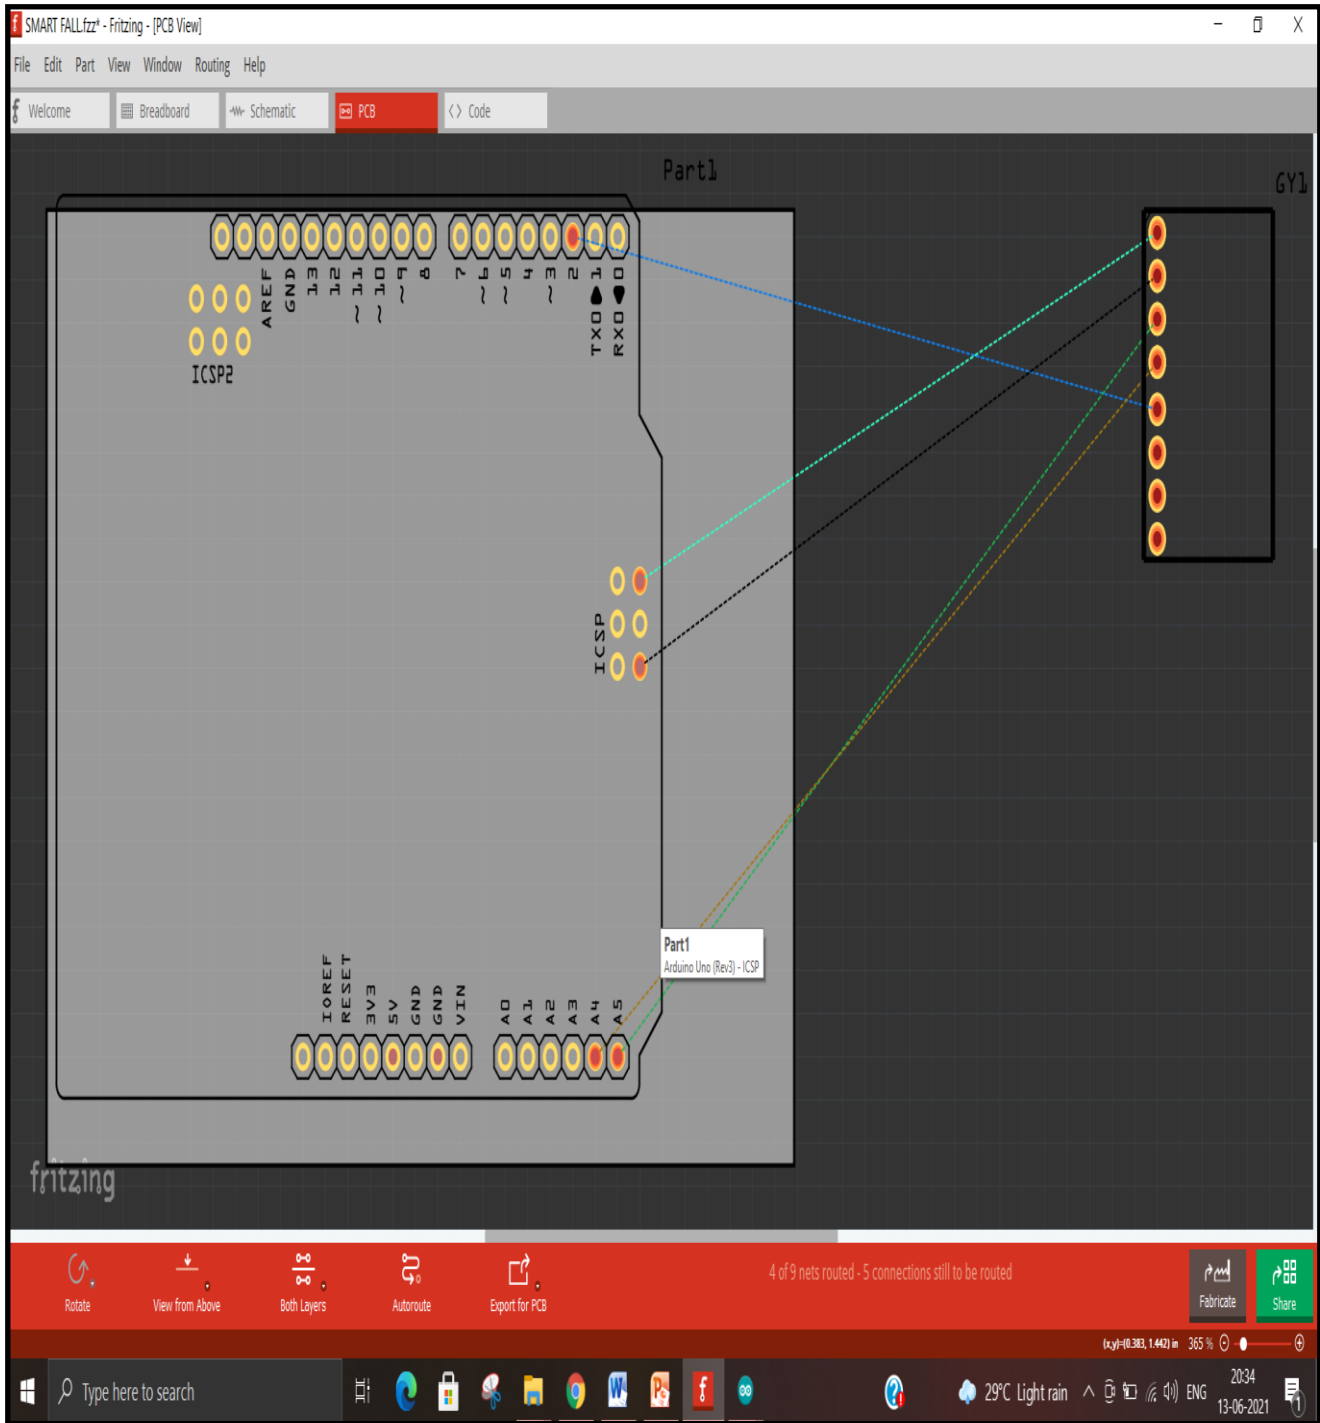 SMART FALL.fzz* - Fritzing - [PCB View]
File Edit Part View Window Routing Help
Welcome Breadboard Schematic PCB <> Code
Part1
GY1
AREF GND 13 12 ~11 ~10 ~9 8 7 ~6 ~5 4 ~3 2 TX0 1 RX0 0
ICSP2
ICSP
Part1
Arduino Uno (Rev3) - ICSP
IOREF RESET 3V3 5V GND GND VIN A0 A1 A2 A3 A4 A5
fritzing
Rotate View from Above Both Layers Autoroute Export for PCB
4 of 9 nets routed - 5 connections still to be routed
Fabricate Share
(x,y)=(0.383, 1.442) in 365 %
Type here to search
29°C Light rain ENG
20:34
13-06-2021
1